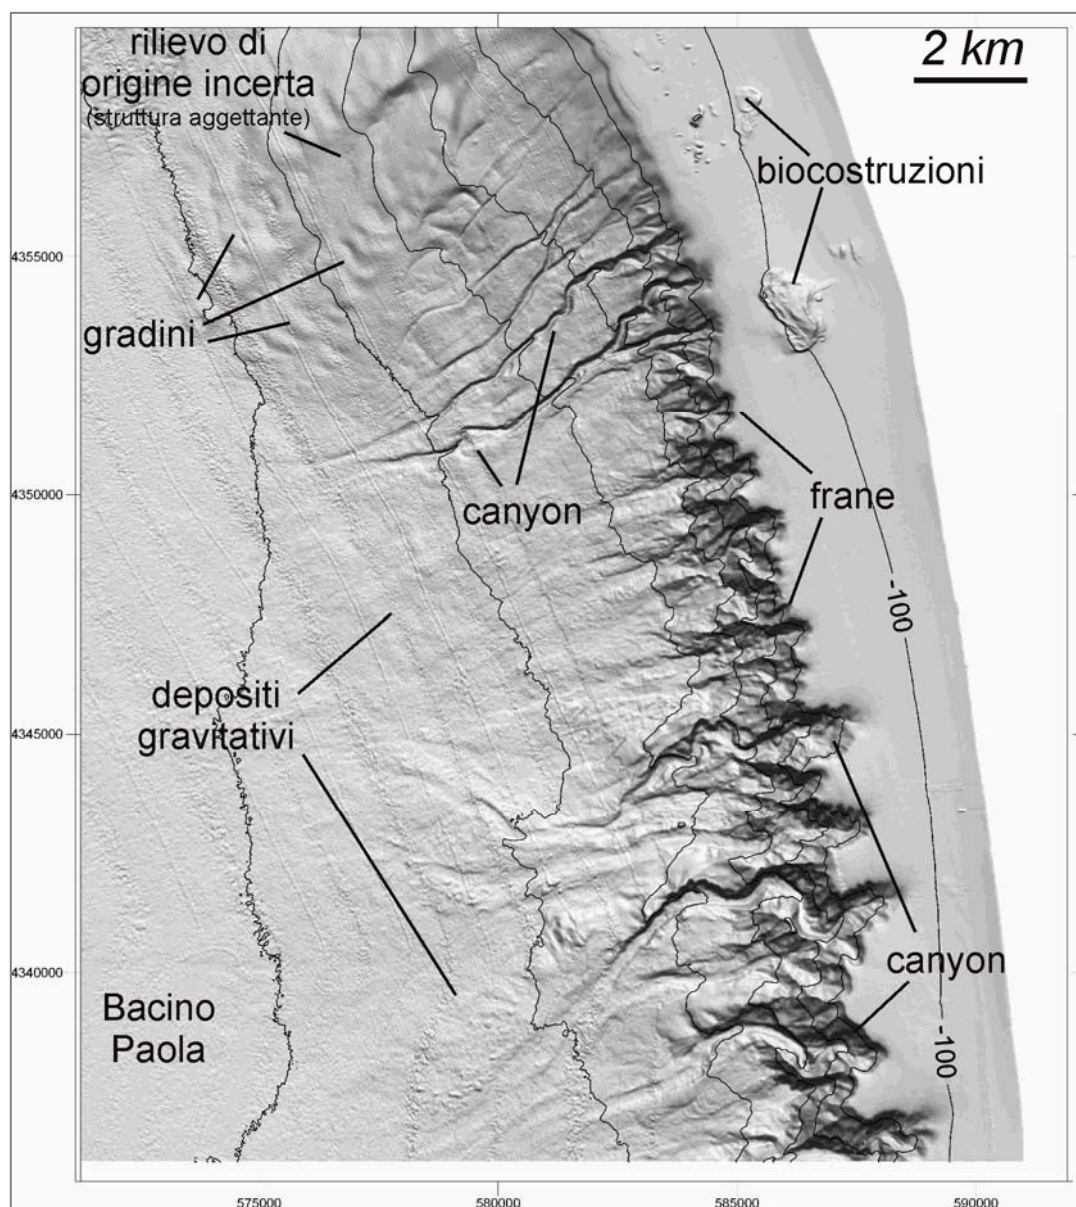 rilievo di
origine incerta
(struttura aggettante)
2 km
biocostruzioni
4355000
gradini
4350000
canyon
frane
-100
depositi
gravitativi
4345000
canyon
4340000
Bacino
Paola
-100
575000
580000
585000
590000